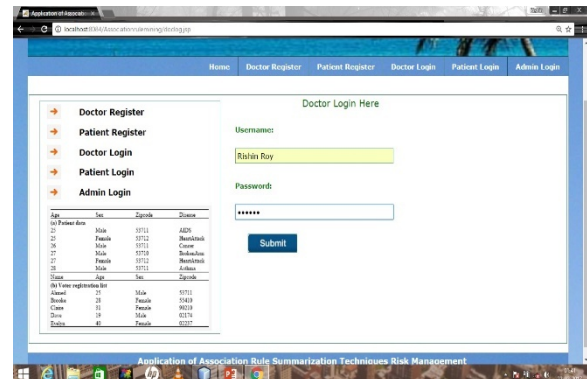 Application of Associati
localhost:8084/Associationrulemining/doclog.jsp
Home Doctor Register Patient Register Doctor Login Patient Login Admin Login
Doctor Register
Patient Register
Doctor Login
Patient Login
Admin Login
Doctor Login Here
Username:
Rishin Roy
Password:
••••••
Submit
Age Sex Zipcode Disease
(a) Patient data
25 Male 53711 AIDS
25 Female 53712 HeartAttack
26 Male 53711 Cancer
27 Male 53710 BrokenArm
27 Female 53712 HeartAttack
28 Male 53711 Asthma
Name Age Sex Zipcode
(b) Voter registration list
Ahmed 25 Male 53711
Brooke 28 Female 55410
Claire 35 Female 90210
Dave 19 Male 02174
Evelyn 40 Female 02237
Application of Association Rule Summarization Techniques Risk Management